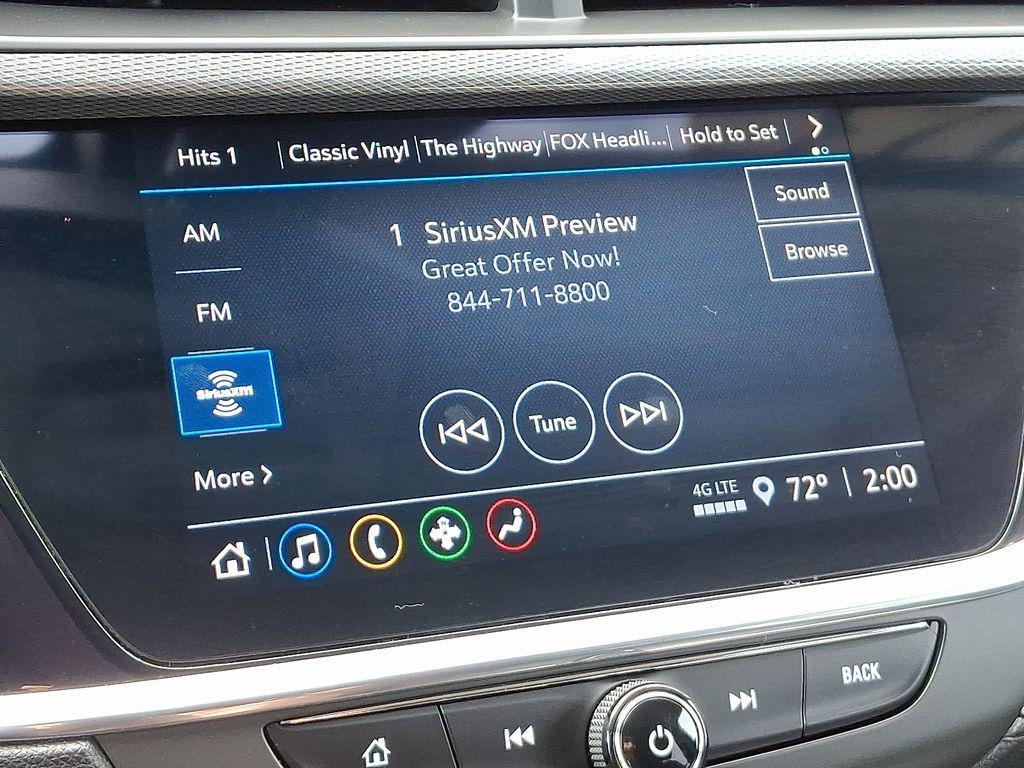 Hits 1
Classic Vinyl
The Highway
FOX Headli...
Hold to Set
AM
1 SiriusXM Preview
Sound
Great Offer Now!
Browse
844-711-8800
FM
SiriusXM
Tune
More
4G LTE
72° 2:00
BACK